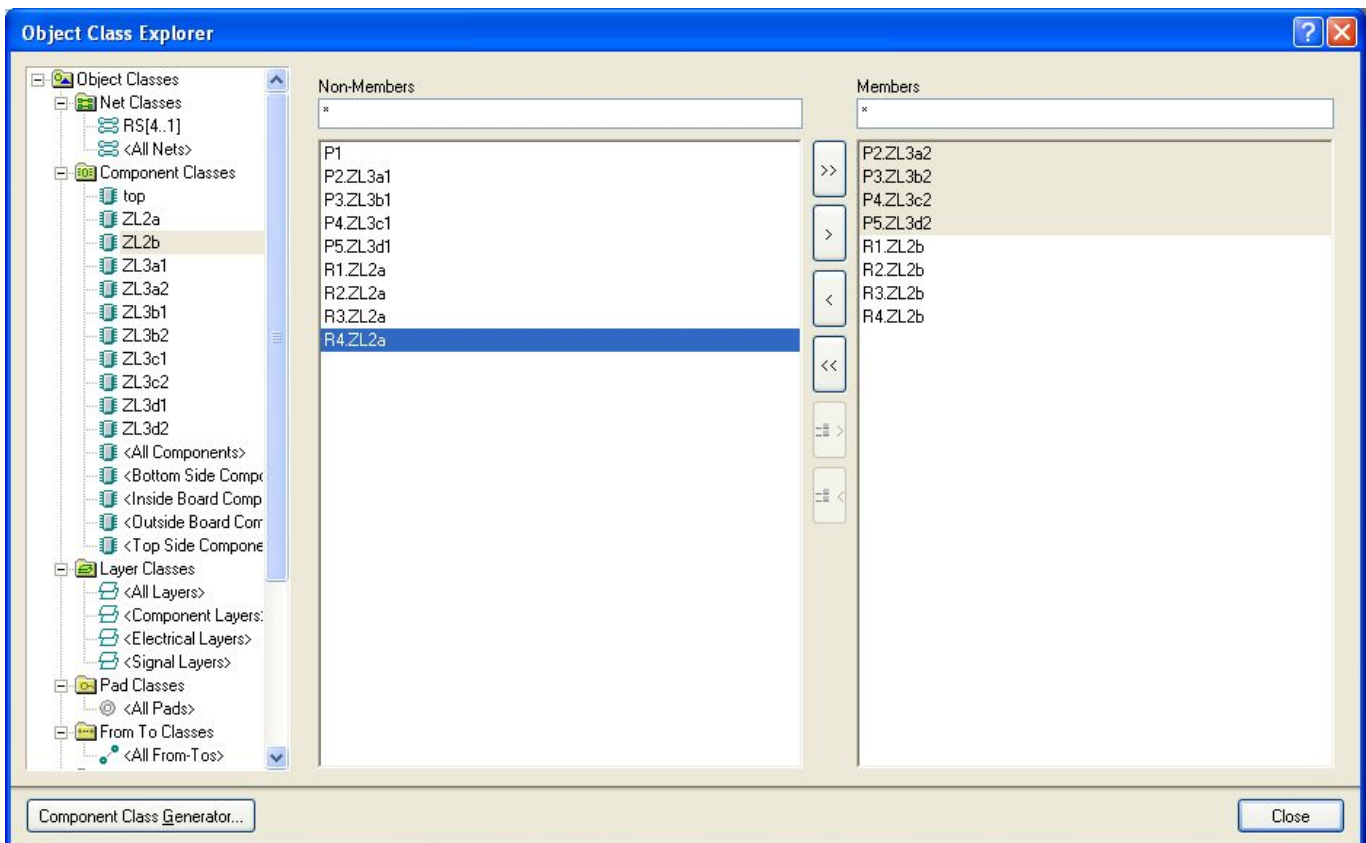 Object Class Explorer
Object Classes
Net Classes
RS[4..1]
<All Nets>
Component Classes
top
ZL2a
ZL2b
ZL3a1
ZL3a2
ZL3b1
ZL3b2
ZL3c1
ZL3c2
ZL3d1
ZL3d2
<All Components>
<Bottom Side Compo
<Inside Board Comp
<Outside Board Com
<Top Side Compone
Layer Classes
<All Layers>
<Component Layers>
<Electrical Layers>
<Signal Layers>
Pad Classes
<All Pads>
From To Classes
<All From-Tos>
Non-Members
*
P1
P2.ZL3a1
P3.ZL3b1
P4.ZL3c1
P5.ZL3d1
R1.ZL2a
R2.ZL2a
R3.ZL2a
R4.ZL2a
>>
>
<
<<
>
<
Members
*
P2.ZL3a2
P3.ZL3b2
P4.ZL3c2
P5.ZL3d2
R1.ZL2b
R2.ZL2b
R3.ZL2b
R4.ZL2b
Component Class Generator...
Close